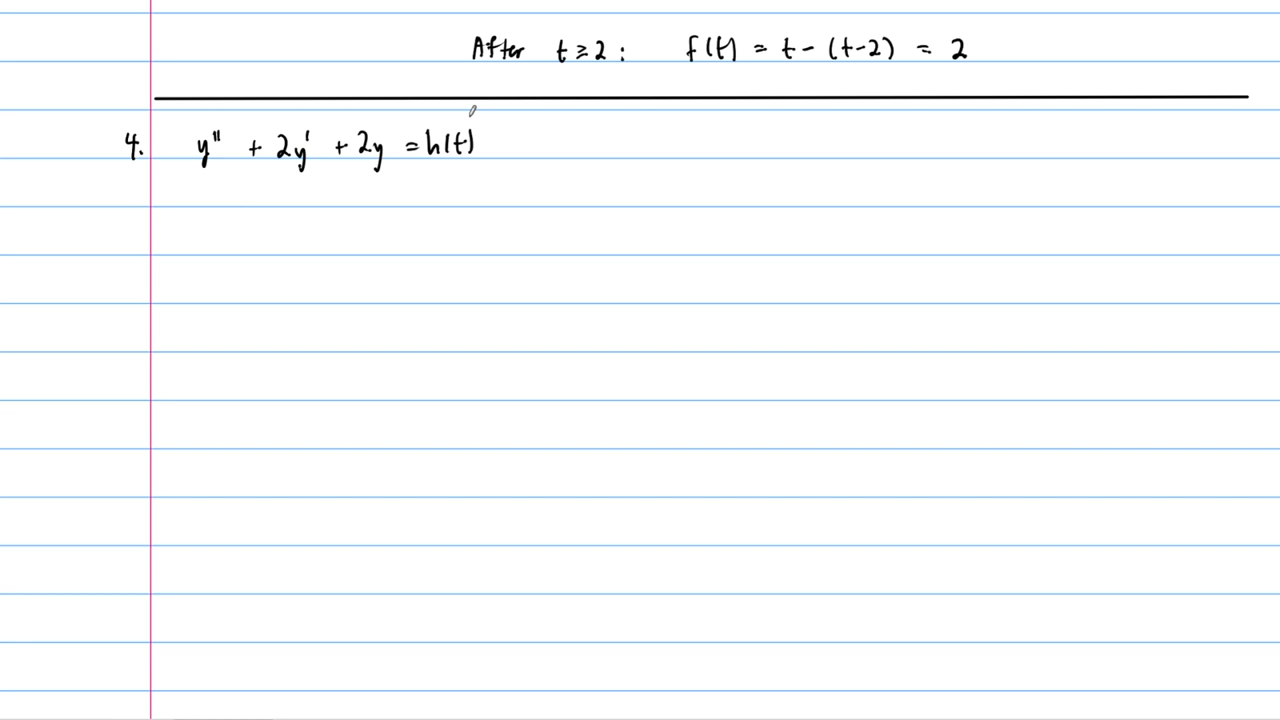 After t ≥ 2 : f(t) = t - (t-2) = 2
4. y" + 2y' + 2y = h(t)